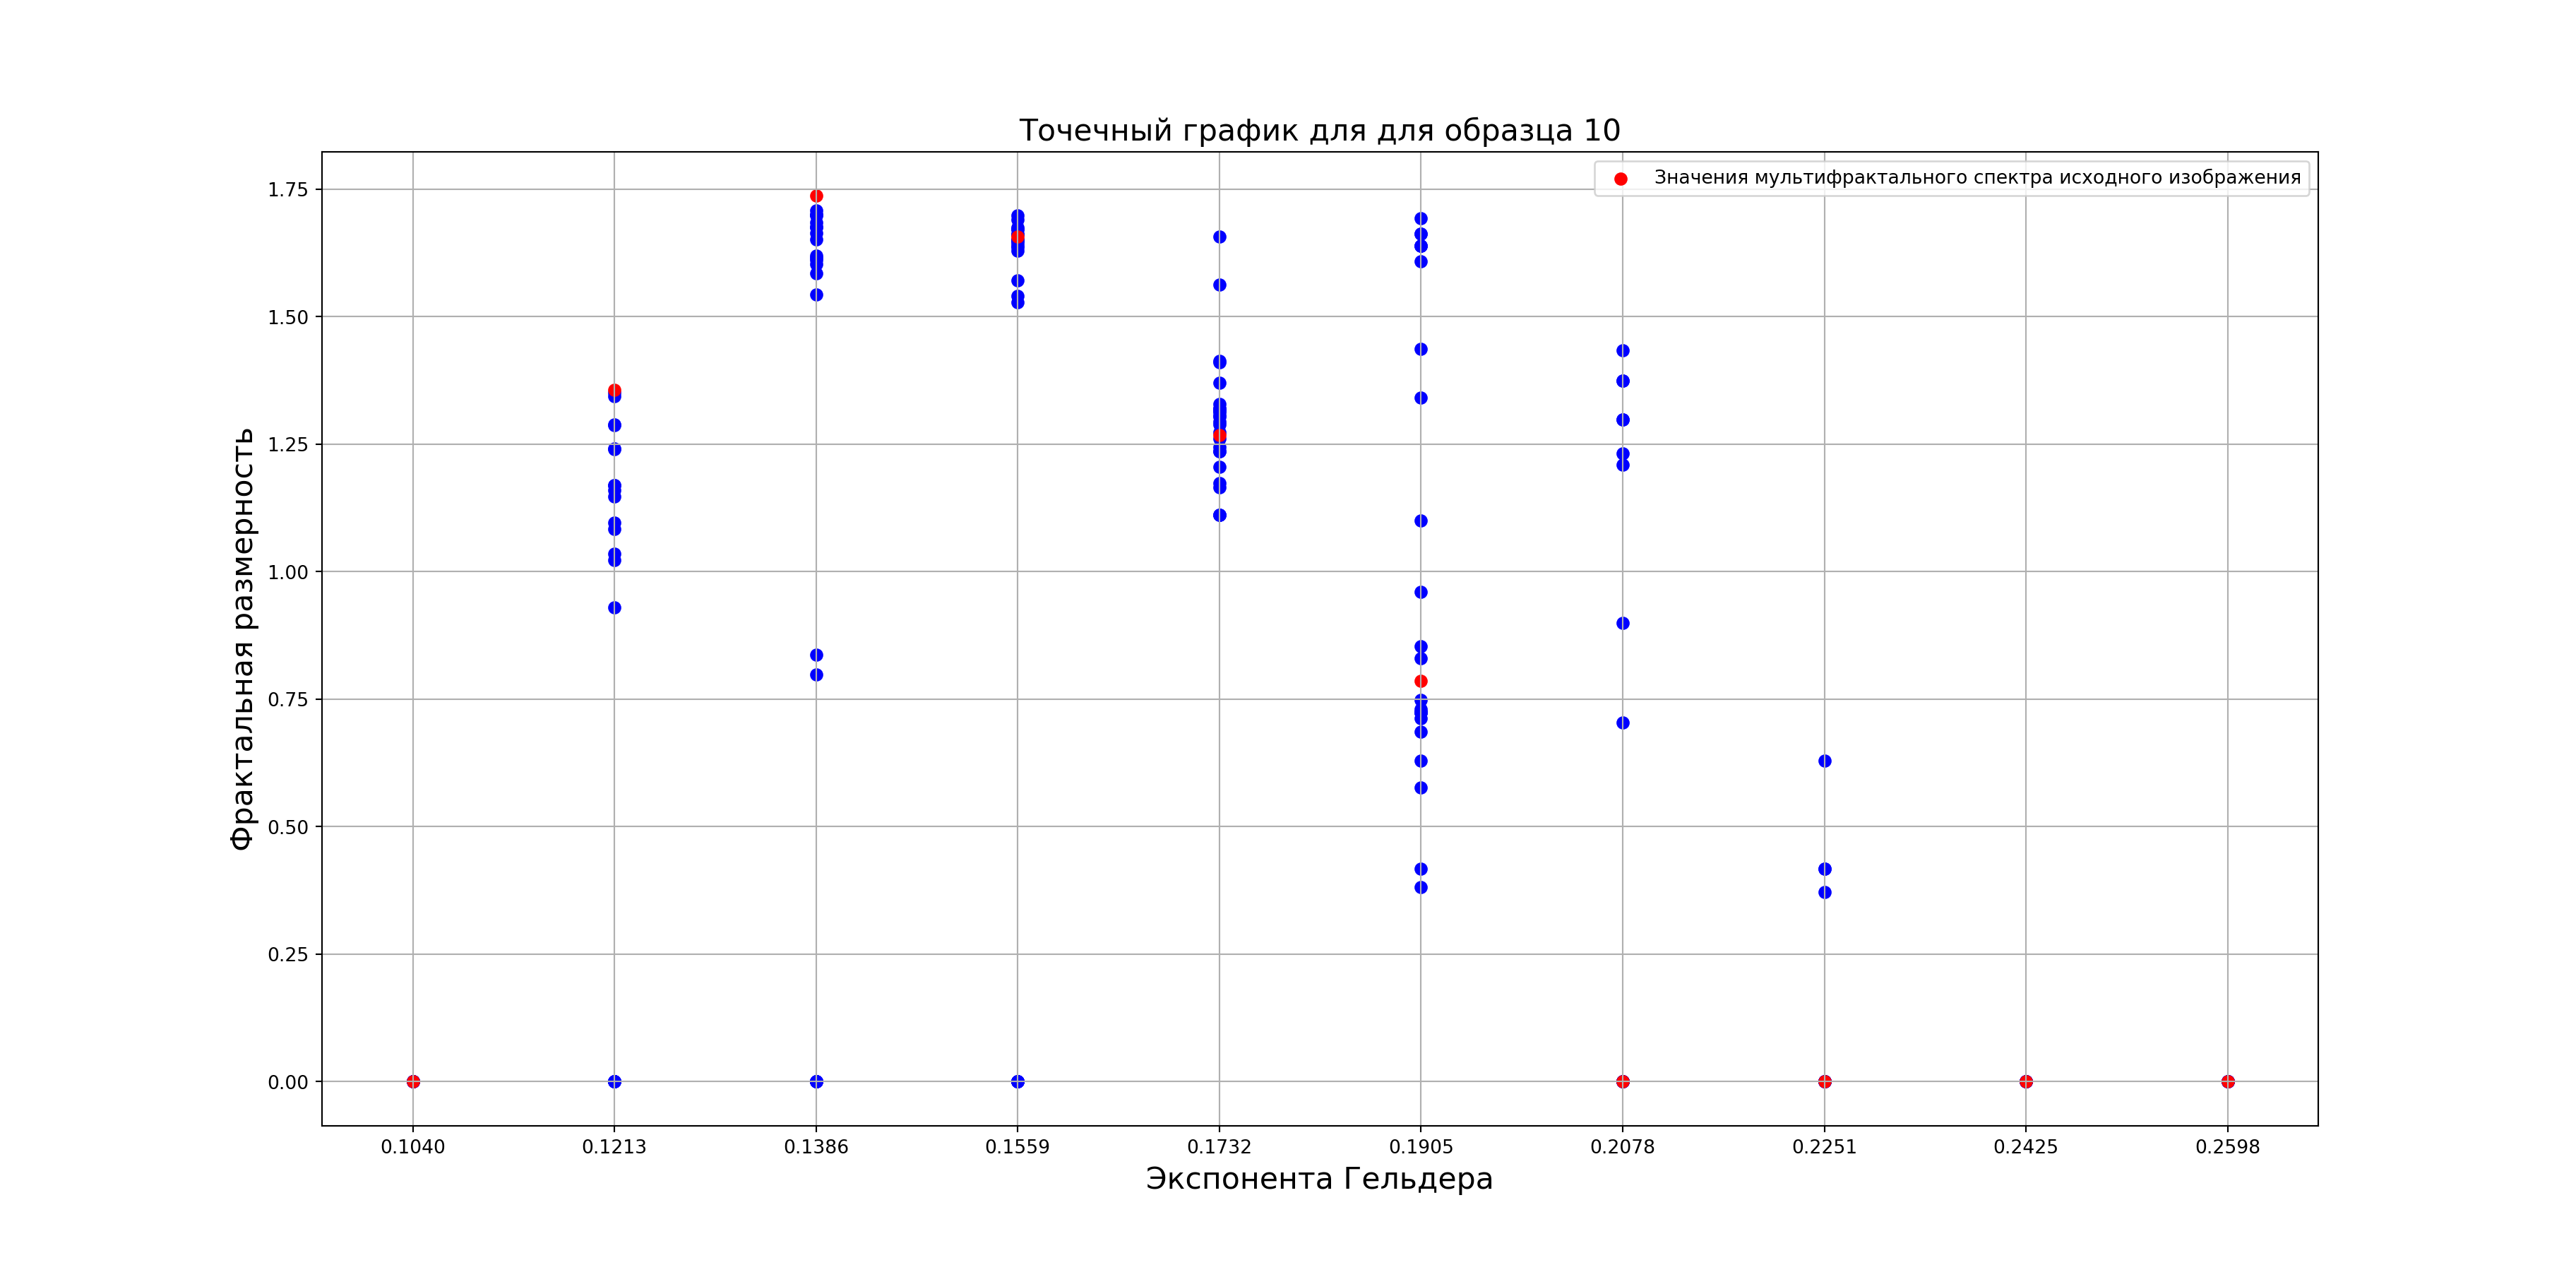 Точечный график для для образца 10
Значения мультифрактального спектра исходного изображения
Фрактальная размерность
1.75
1.50
1.25
1.00
0.75
0.50
0.25
0.00
0.1040 0.1213 0.1386 0.1559 0.1732 0.1905 0.2078 0.2251 0.2425 0.2598
Экспонента Гельдера